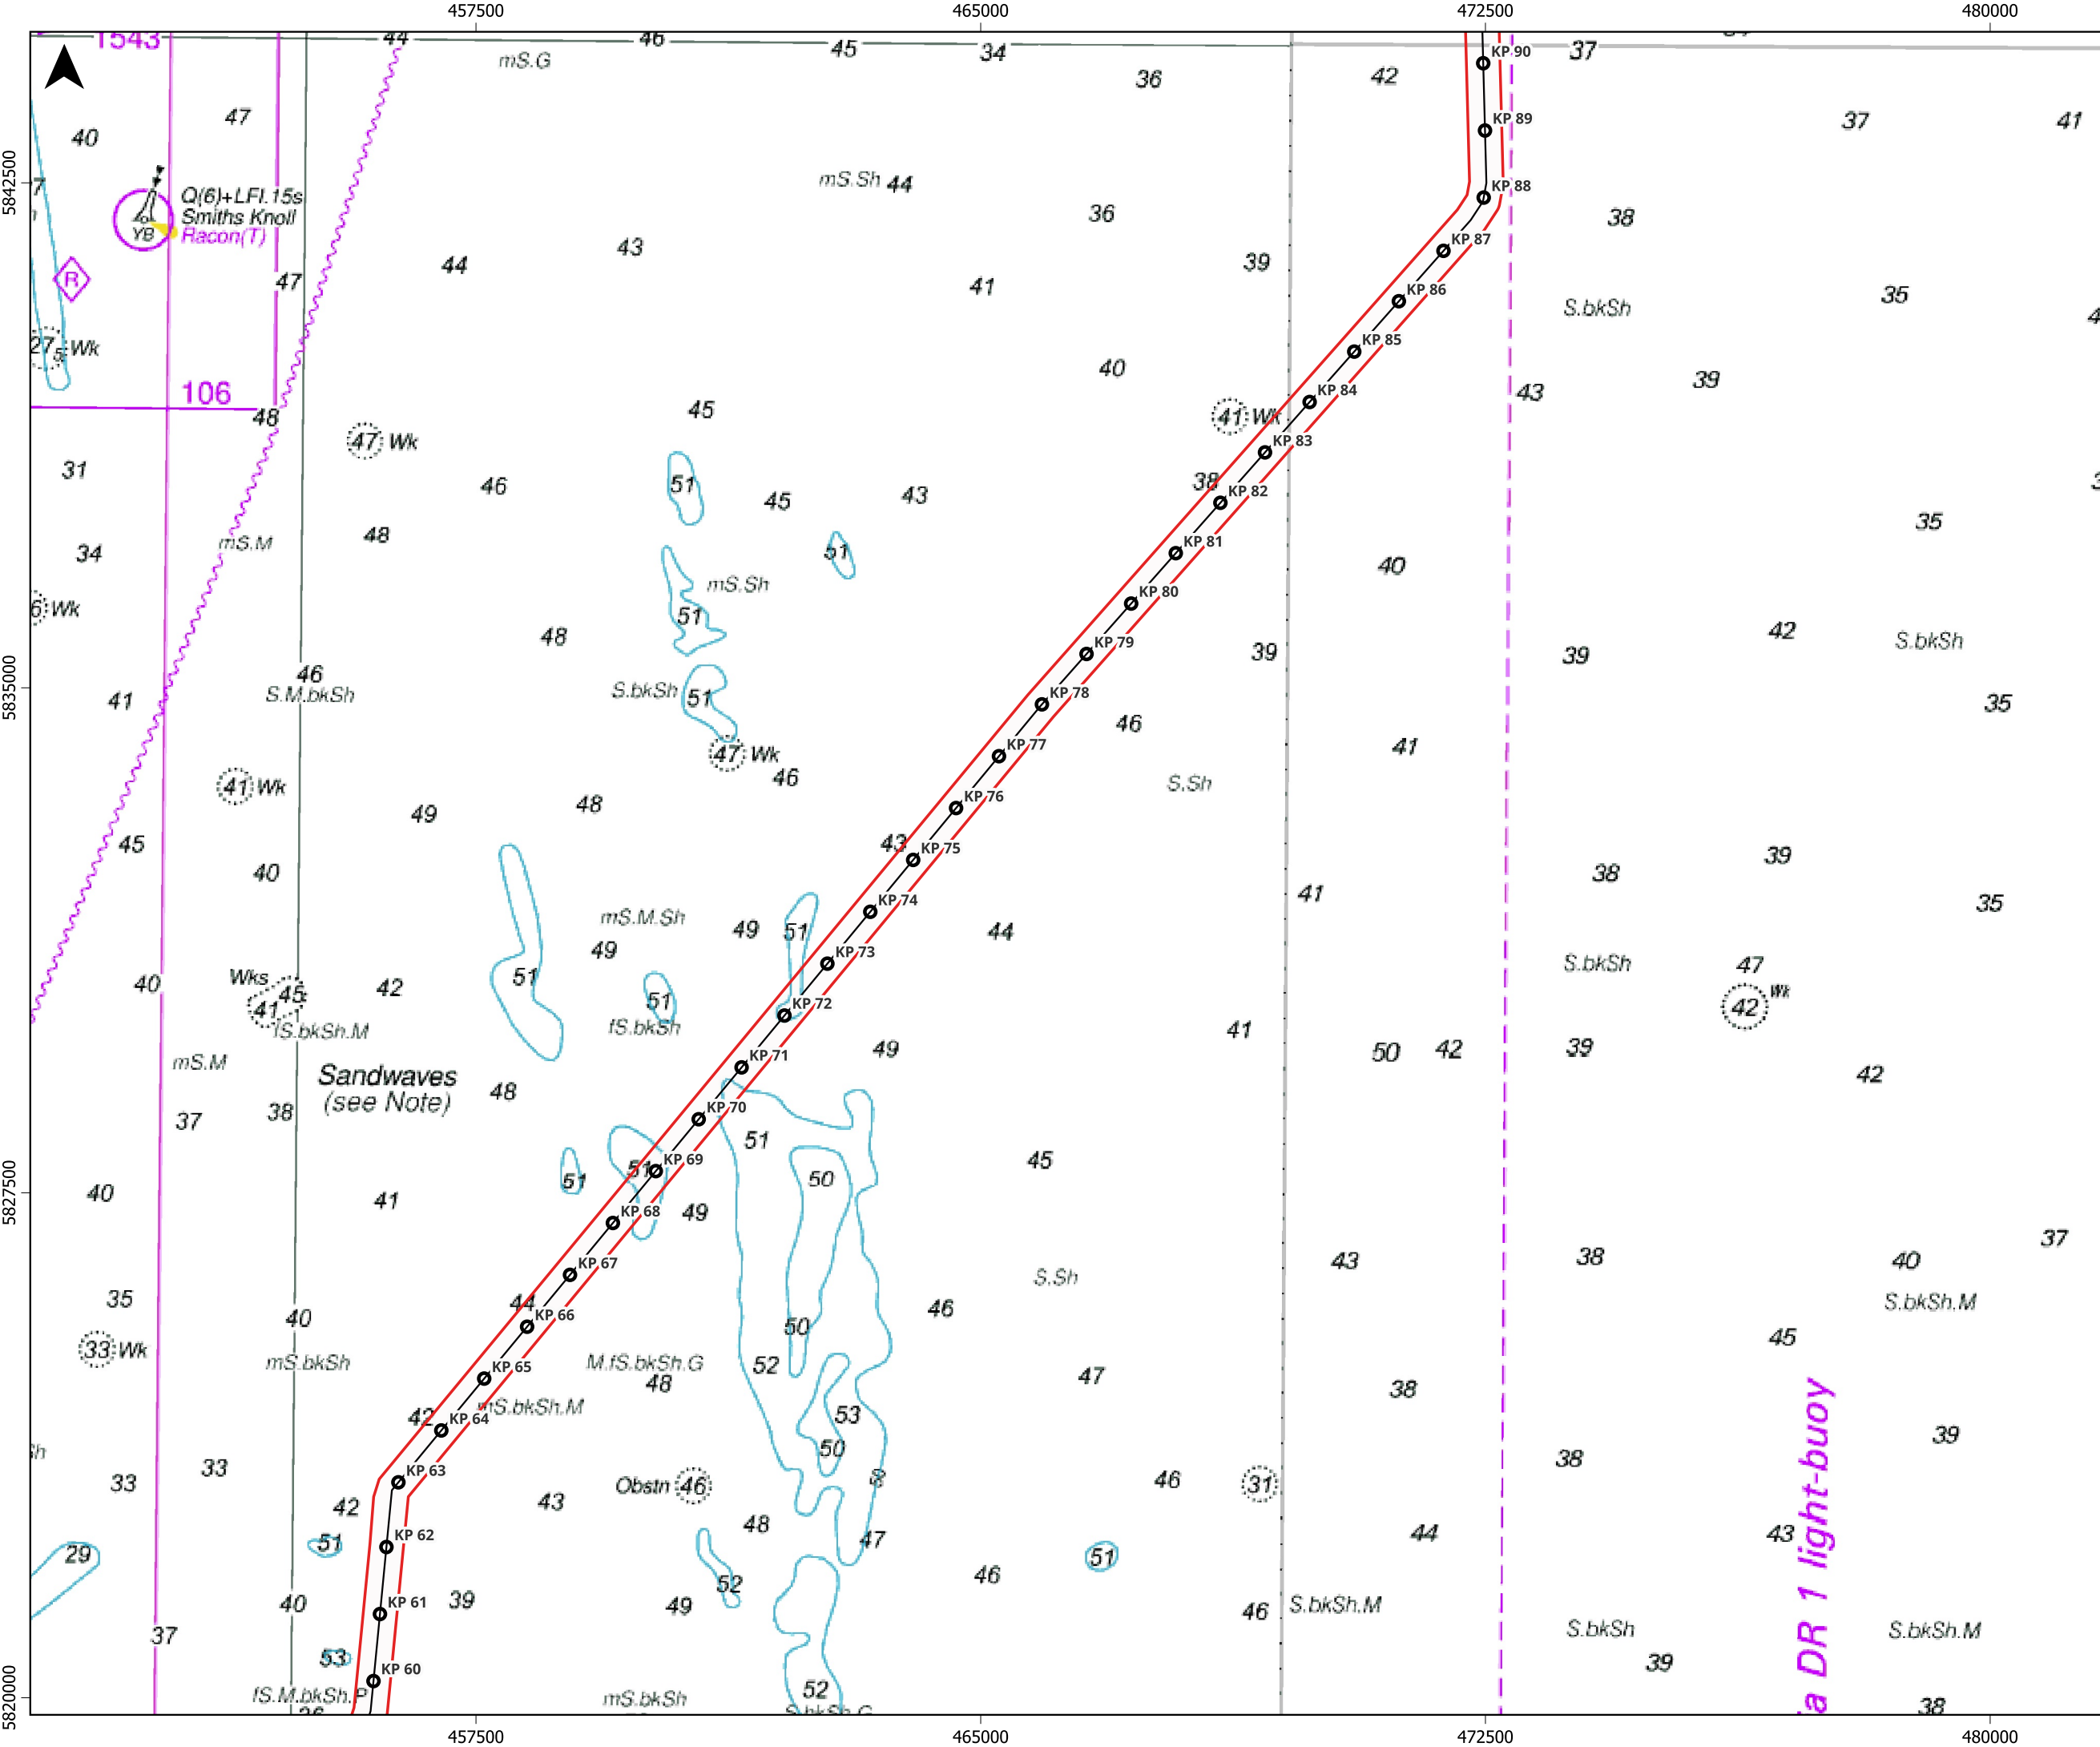 457500 465000 472500 480000
1543 44 46 45 34 37
mS.G 36 42 KP 90
47 40 KP 89 37 41
5842500
7 mS.Sh 44 KP 88
Q(6)+LFl.15s
Smiths Knoll
YB Racon(T)
36 38
43 KP 87
44 39
R 47 41 KP 86 35
S.bkSh
27 5 Wk KP 85
40 39
106 43
48 45 41 Wk KP 84
47 Wk KP 83
31 46 51 45 43 38 KP 82
48 35
34 mS.M 51 KP 81
40
mS.Sh KP 80
6 Wk 51
48 42 S.bkSh
KP 79 39 39
46
S.M.bkSh S.bkSh KP 78
5835000
41 51 46 35
47 Wk KP 77 41
46
41 Wk S.Sh
49 48 KP 76
45 43 KP 75 39
40 38
41 35
mS.M.Sh KP 74
49 51 44
49 KP 73
Wks 51 S.bkSh 47
40 45 42 51 42 Wk
41 KP 72
fS.bkSh.M fS.bkSh 41
mS.M KP 71 49 50 42 39
Sandwaves
(see Note) 48 42
38 KP 70
37 51
KP 69 45
51 51 50
5827500
40 41 KP 68 49
37
KP 67 43 38 40
S.Sh
35 44 46 S.bkSh.M
40 KP 66 50
45
33 Wk mS.bkSh M.fS.bkSh.G 52
KP 65 48 47 38
mS.bkSh.M
42 KP 64 53 39
50 38
33 33 KP 63 Obstn 46 46 31
42 43
48 44 43
51 KP 62 47
29 51
52 46
40 KP 61 39 49 46 S.bkSh.M
37 S.bkSh S.bkSh.M
53 39
KP 60
5820000
fS.M.bkSh.P mS.bkSh 52
38
a DR 1 light-buoy
457500 465000 472500 480000